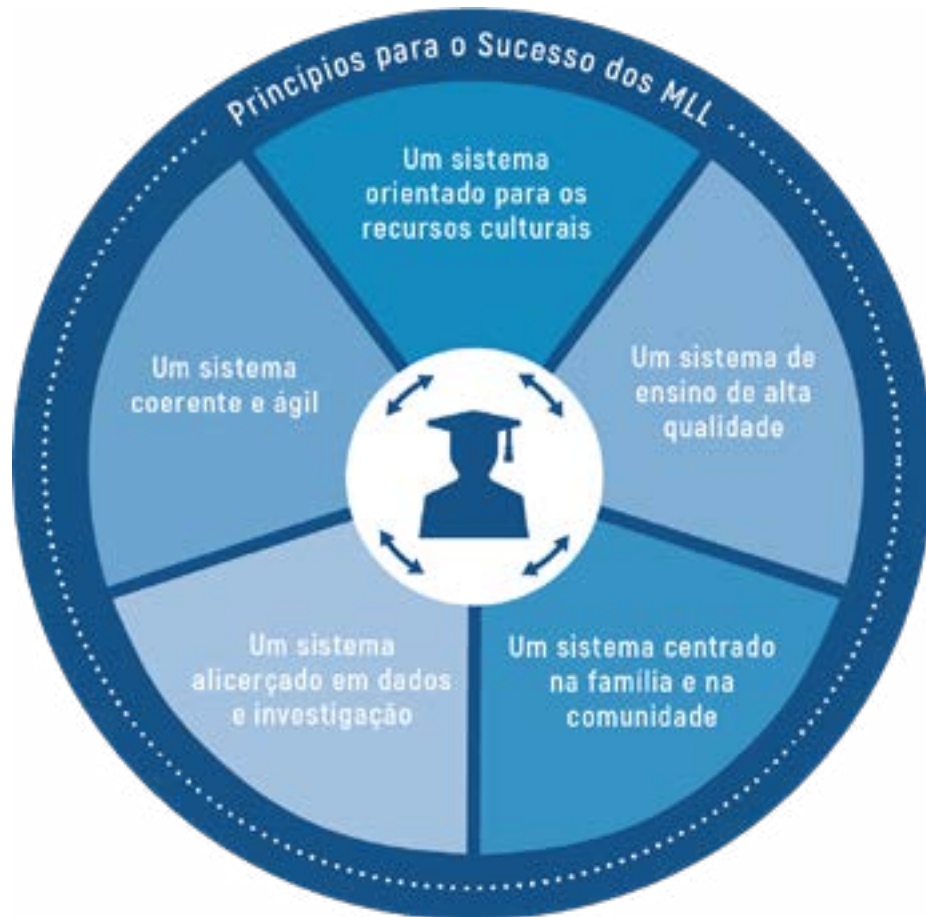 Princípios para o Sucesso dos MLL
Um sistema
orientado para os
recursos culturais
Um sistema de
ensino de alta
qualidade
Um sistema centrado
na família e na
comunidade
Um sistema
alicerçado em dados
e investigação
Um sistema
coerente e ágil